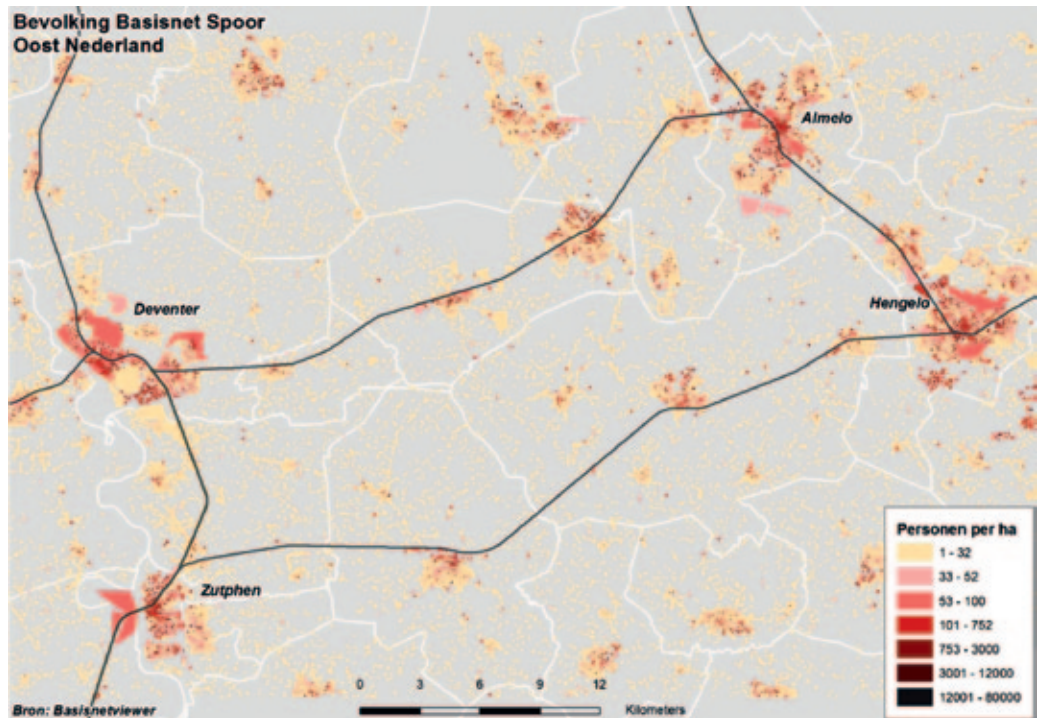 Bevolking Basisnet Spoor
Oost Nederland
Almelo
Deventer
Hengelo
Zutphen
Personen per ha
1 - 32
33 - 52
53 - 100
101 - 752
753 - 3000
3001 - 12000
12001 - 80000
0 3 6 9 12
Kilometers
Bron: Basisnetviewer